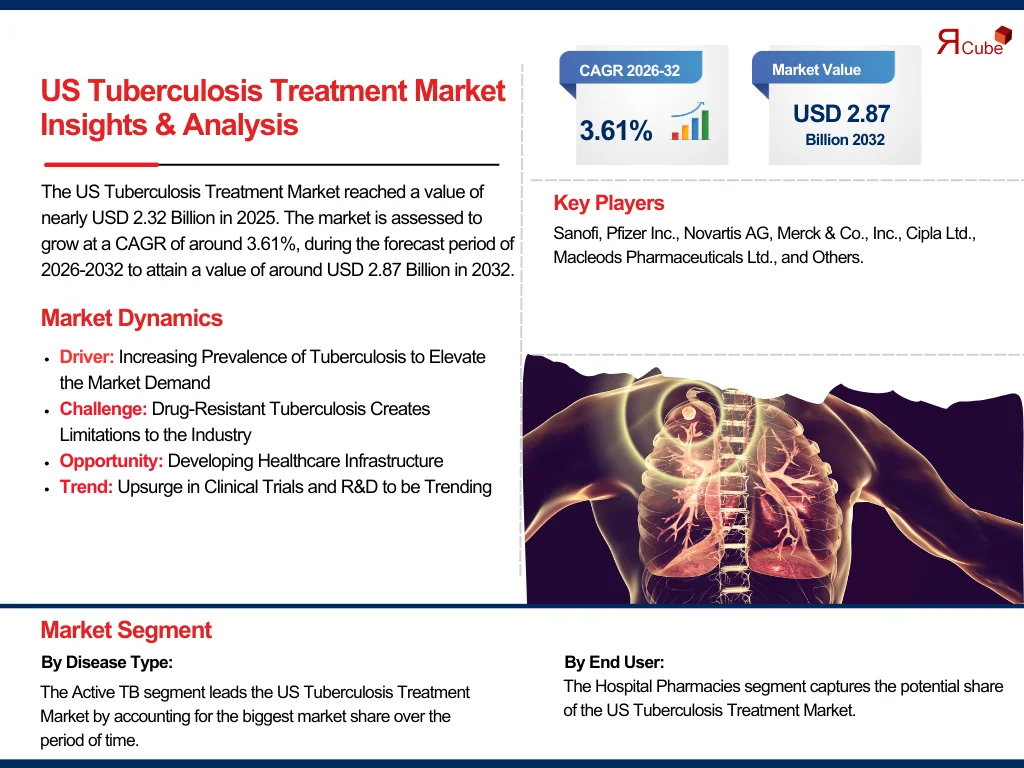 ЯCube
US Tuberculosis Treatment Market
Insights & Analysis
The US Tuberculosis Treatment Market reached a value of
nearly USD 2.32 Billion in 2025. The market is assessed to
grow at a CAGR of around 3.61%, during the forecast period of
2026-2032 to attain a value of around USD 2.87 Billion in 2032.
Market Dynamics
• Driver: Increasing Prevalence of Tuberculosis to Elevate
the Market Demand
• Challenge: Drug-Resistant Tuberculosis Creates
Limitations to the Industry
• Opportunity: Developing Healthcare Infrastructure
• Trend: Upsurge in Clinical Trials and R&D to be Trending
CAGR 2026-32
3.61%
Market Value
USD 2.87
Billion 2032
Key Players
Sanofi, Pfizer Inc., Novartis AG, Merck & Co., Inc., Cipla Ltd.,
Macleods Pharmaceuticals Ltd., and Others.
Market Segment
By Disease Type:
The Active TB segment leads the US Tuberculosis Treatment
Market by accounting for the biggest market share over the
period of time.
By End User:
The Hospital Pharmacies segment captures the potential share
of the US Tuberculosis Treatment Market.